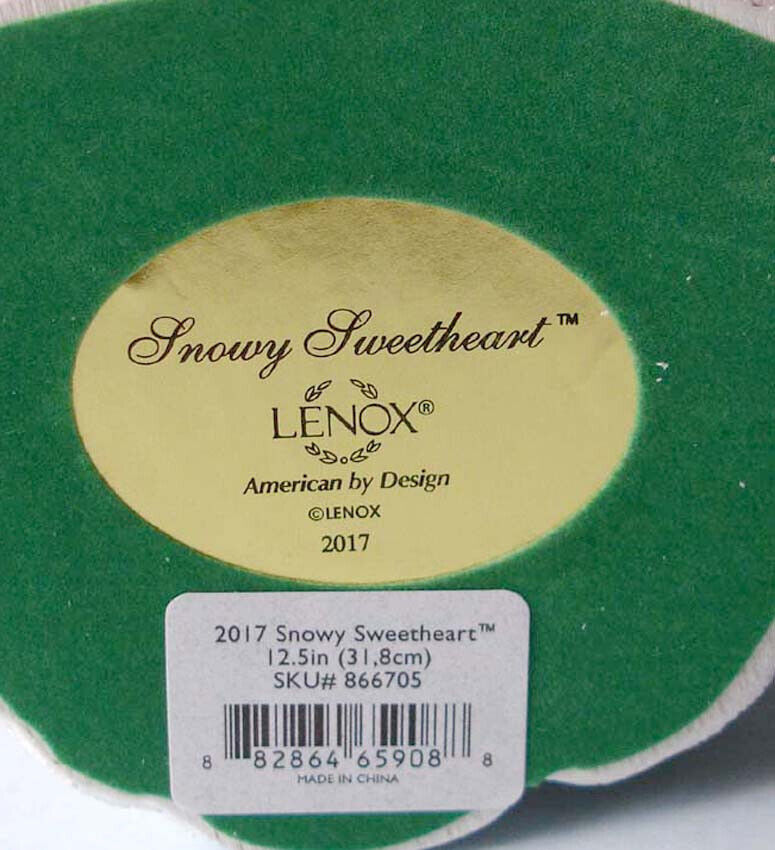 Snowy Sweetheart™
LENOX®
American by Design
©LENOX
2017
2017 Snowy Sweetheart™
12.5in (31,8cm)
SKU# 866705
8 82864 65908 8
MADE IN CHINA